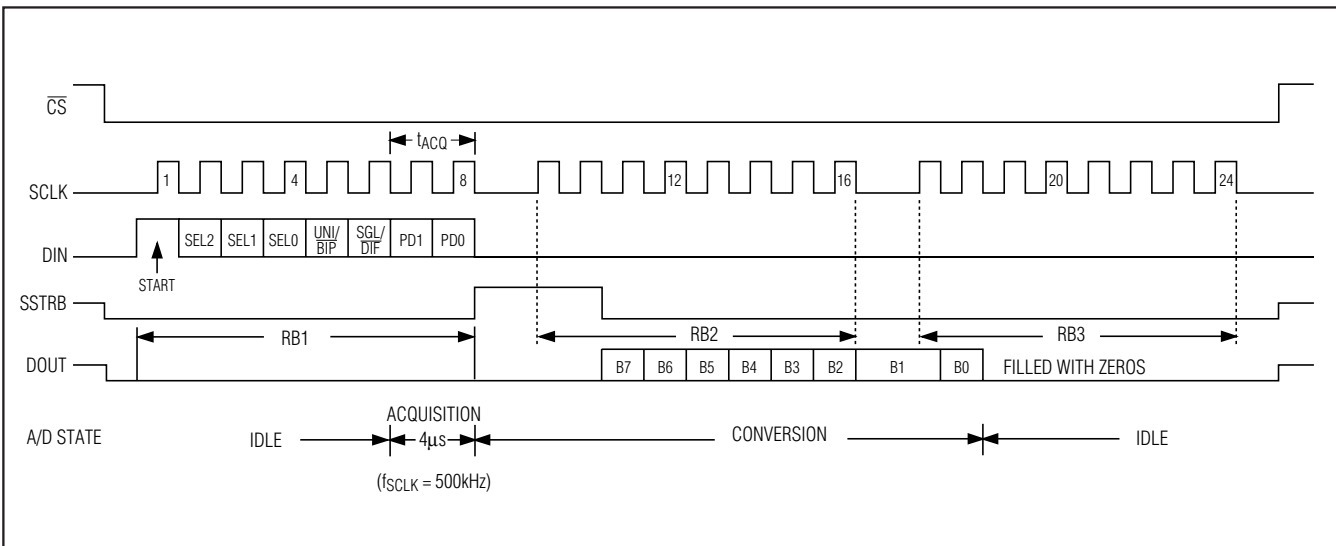 CS
tACQ
SCLK 1 4 8 12 16 20 24
DIN SEL2 SEL1 SEL0 UNI/BIP SGL/DIF PD1 PD0
START
SSTRB
RB1 RB2 RB3
DOUT B7 B6 B5 B4 B3 B2 B1 B0 FILLED WITH ZEROS
ACQUISITION
A/D STATE IDLE 4µs CONVERSION IDLE
(fSCLK = 500kHz)